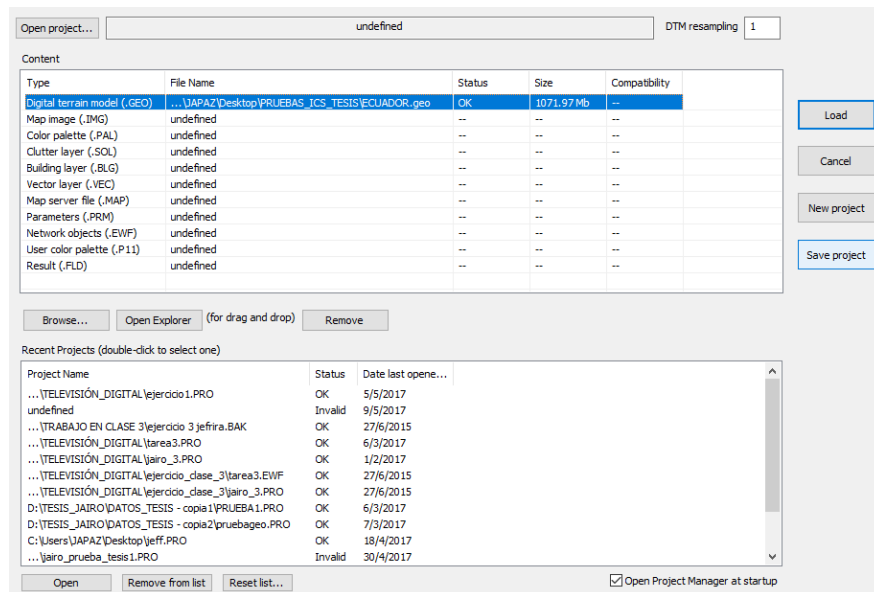 Open project... undefined DTM resampling 1
Content
Type File Name Status Size Compatibility
Digital terrain model (.GEO) ...\JAPAZ\Desktop\PRUEBAS_ICS_TESIS\ECUADOR.geo OK 1071.97 Mb --
Map image (.IMG) undefined -- -- --
Color palette (.PAL) undefined -- -- --
Clutter layer (.SOL) undefined -- -- --
Building layer (.BLG) undefined -- -- --
Vector layer (.VEC) undefined -- -- --
Map server file (.MAP) undefined -- -- --
Parameters (.PRM) undefined -- -- --
Network objects (.EWF) undefined -- -- --
User color palette (.P11) undefined -- -- --
Result (.FLD) undefined -- -- --
Load
Cancel
New project
Save project
Browse... Open Explorer (for drag and drop) Remove
Recent Projects (double-click to select one)
Project Name Status Date last opene...
...\TELEVISIÓN_DIGITAL\ejercicio1.PRO OK 5/5/2017
undefined Invalid 9/5/2017
...\TRABAJO EN CLASE 3\ejercicio 3 jefrira.BAK OK 27/6/2015
...\TELEVISIÓN_DIGITAL\tarea3.PRO OK 6/3/2017
...\TELEVISIÓN_DIGITAL\jairo_3.PRO OK 1/2/2017
...\TELEVISIÓN_DIGITAL\ejercicio_clase_3\tarea3.EWF OK 27/6/2015
...\TELEVISIÓN_DIGITAL\ejercicio_clase_3\jairo_3.PRO OK 27/6/2015
D:\TESIS_JAIRO\DATOS_TESIS - copia1\PRUEBA1.PRO OK 6/3/2017
D:\TESIS_JAIRO\DATOS_TESIS - copia2\pruebageo.PRO OK 7/3/2017
C:\Users\JAPAZ\Desktop\jeff.PRO OK 18/4/2017
...\jairo_prueba_tesis1.PRO Invalid 30/4/2017
Open Remove from list Reset list... Open Project Manager at startup